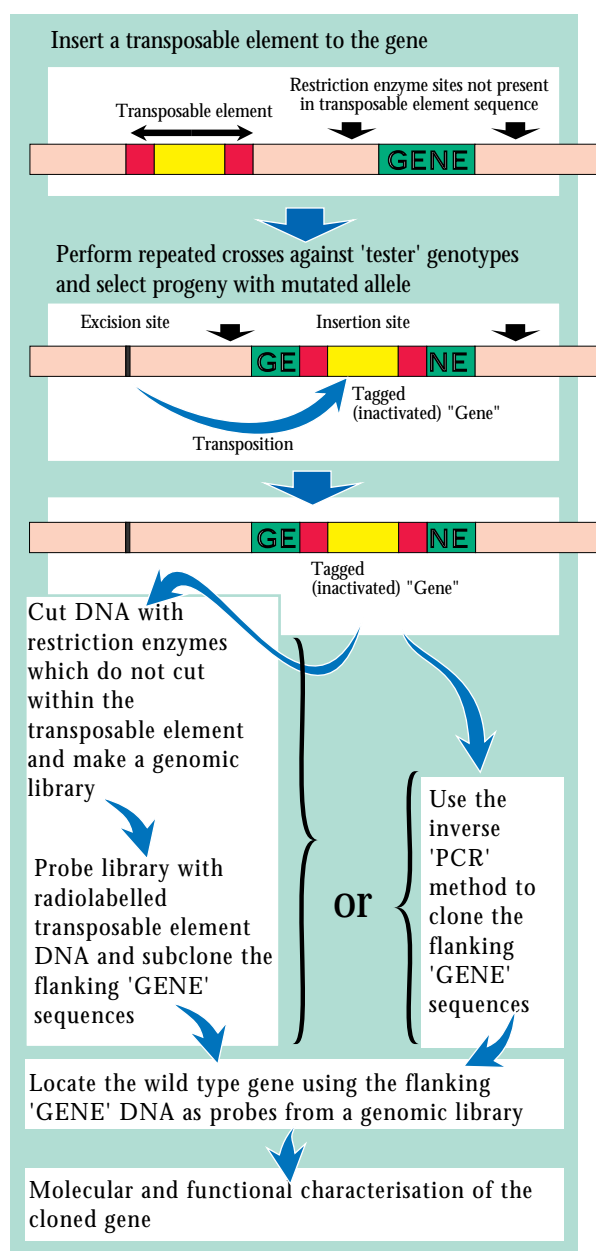 Insert a transposable element to the gene
Restriction enzyme sites not present
in transposable element sequence
Transposable element
GENE
Perform repeated crosses against 'tester' genotypes
and select progeny with mutated allele
Excision site
Insertion site
GE
NE
Tagged
(inactivated) "Gene"
Transposition
GE
NE
Tagged
(inactivated) "Gene"
Cut DNA with
restriction enzymes
which do not cut
within the
transposable element
and make a genomic
library
Probe library with
radiolabelled
transposable element
DNA and subclone the
flanking 'GENE'
sequences
or
Use the
inverse
'PCR'
method to
clone the
flanking
'GENE'
sequences
Locate the wild type gene using the flanking
'GENE' DNA as probes from a genomic library
Molecular and functional characterisation of the
cloned gene